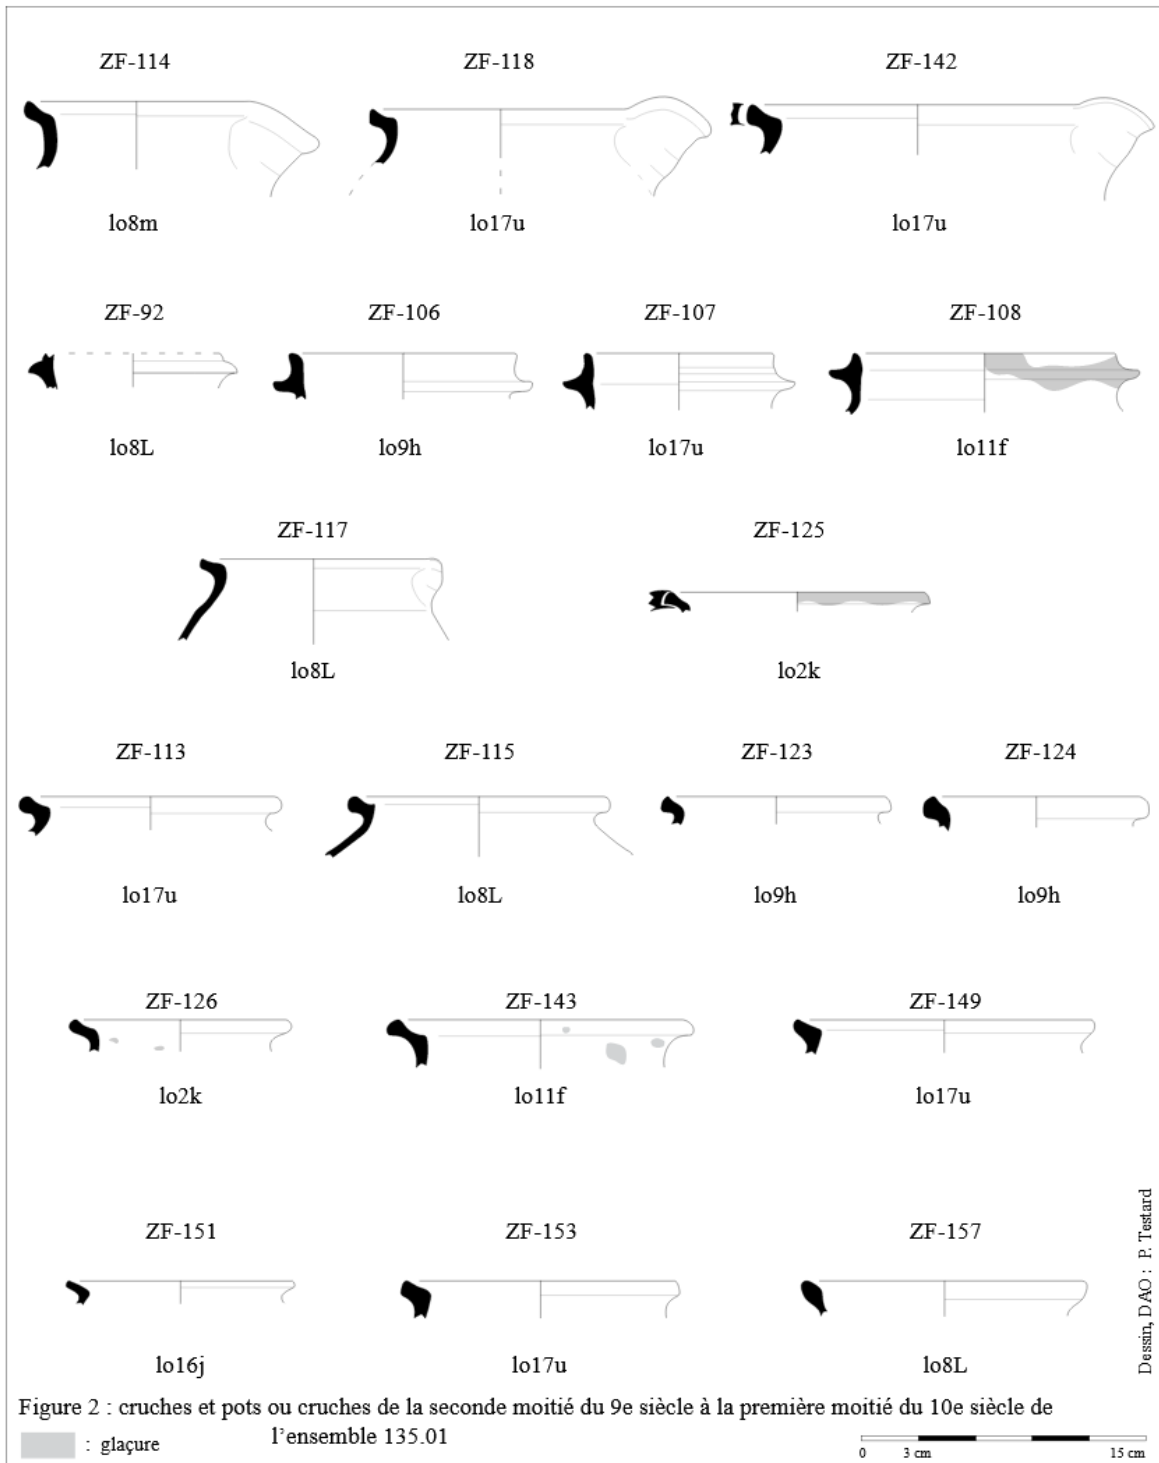 ZF-114 ZF-118 ZF-142
lo8m lo17u lo17u
ZF-92 ZF-106 ZF-107 ZF-108
lo8L lo9h lo17u lo11f
ZF-117 ZF-125
lo8L lo2k
ZF-113 ZF-115 ZF-123 ZF-124
lo17u lo8L lo9h lo9h
ZF-126 ZF-143 ZF-149
lo2k lo11f lo17u
ZF-151 ZF-153 ZF-157
lo16j lo17u lo8L
Dessin, DAO : P. Testard
Figure 2 : cruches et pots ou cruches de la seconde moitié du 9e siècle à la première moitié du 10e siècle de
l'ensemble 135.01
: glaçure
0 3 cm 15 cm